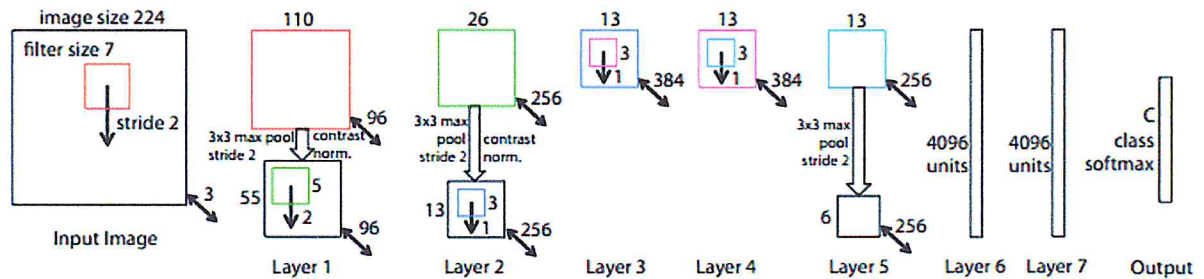 image size 224
filter size 7
stride 2
3
Input Image
110
96
3x3 max pool
stride 2
contrast
norm.
55
5
2
96
Layer 1
26
256
3x3 max
pool
stride 2
contrast
norm.
13
3
1
256
Layer 2
13
3
1
384
Layer 3
13
3
1
384
Layer 4
13
256
3x3 max
pool
stride 2
6
256
Layer 5
4096
units
Layer 6
4096
units
Layer 7
C
class
softmax
Output